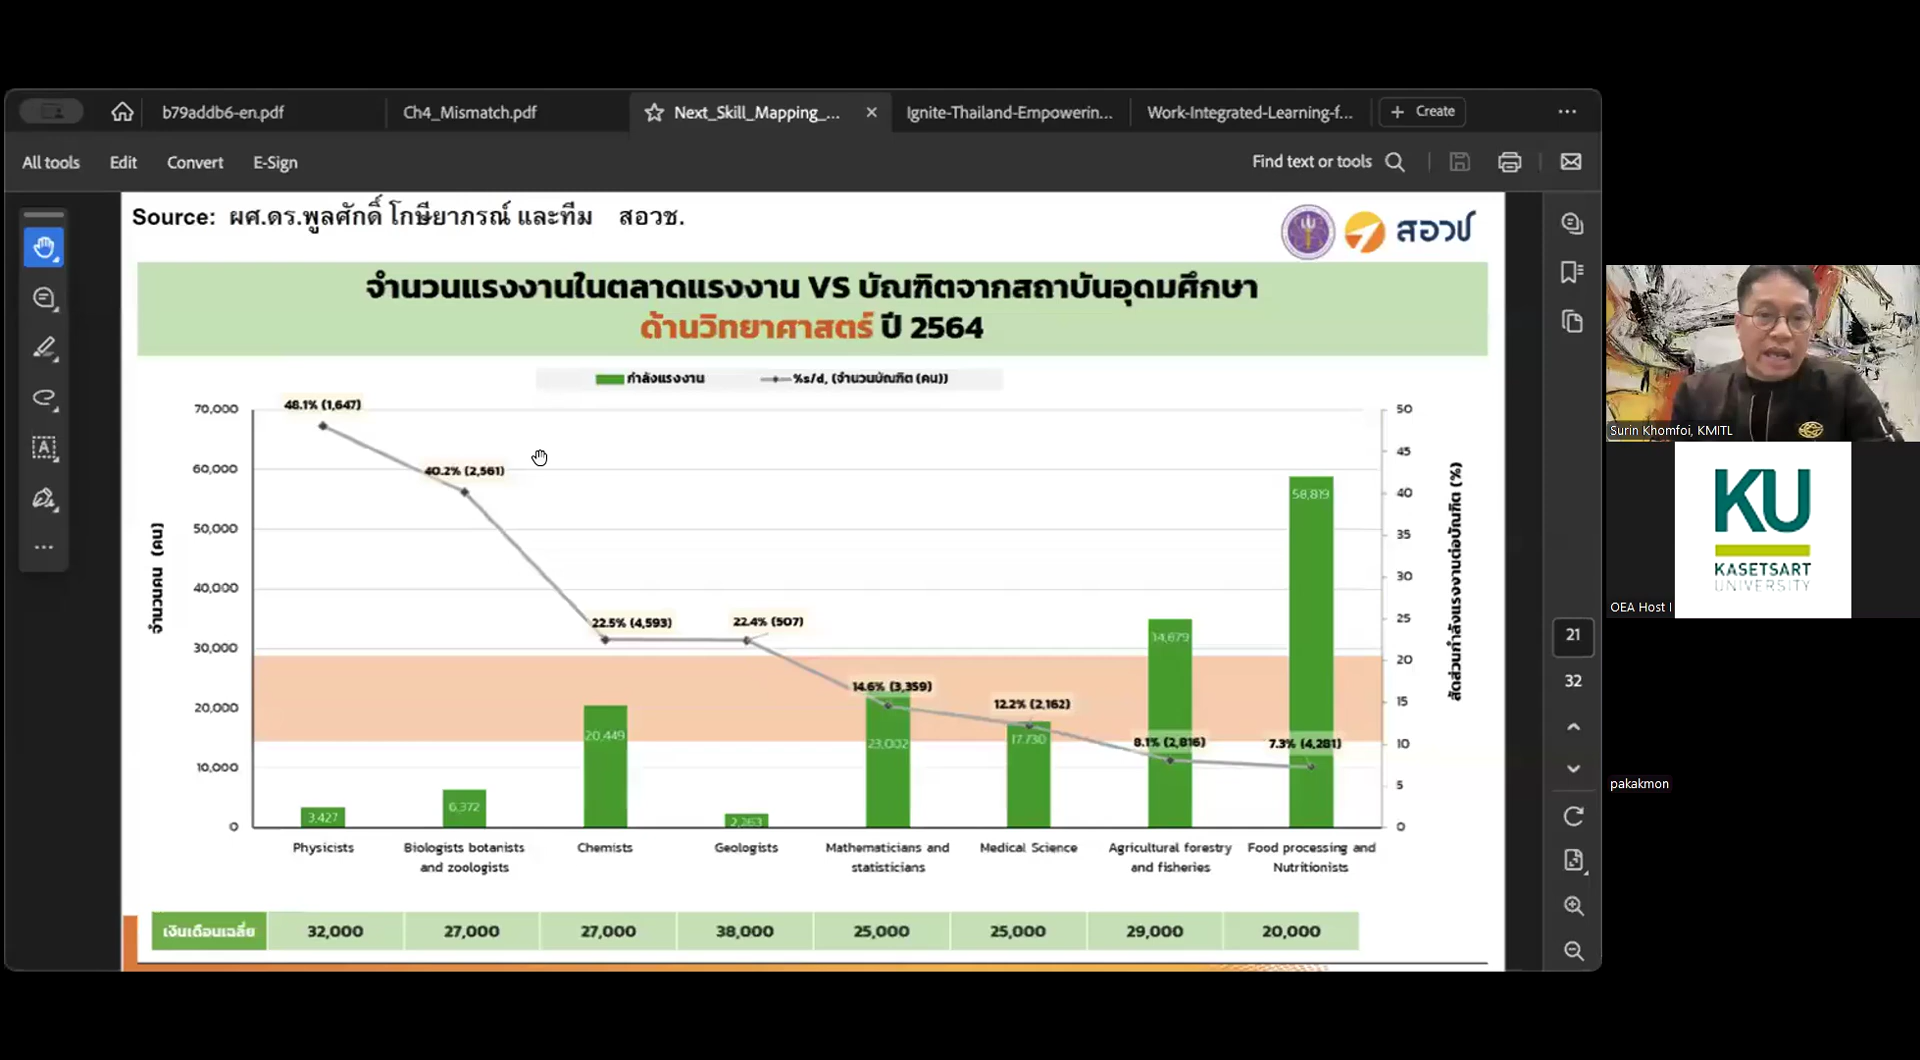 b79addb6-en.pdf
Ch4_Mismatch.pdf
Next_Skill_Mapping_...
Ignite-Thailand-Empowerin...
Work-Integrated-Learning-f...
Create
All tools
Edit
Convert
E-Sign
Find text or tools
Source: ผศ.ดร.พูลศักดิ์ โกษียาภรณ์ และทีม สอวช.
สอวช
จำนวนแรงงานในตลาดแรงงาน VS บัณฑิตจากสถาบันอุดมศึกษา
ด้านวิทยาศาสตร์ ปี 2564
กำลังแรงงาน
%s/d, (จำนวนบัณฑิต (คน))
70,000
60,000
50,000
40,000
30,000
20,000
10,000
0
จำนวนคน (คน)
48.1% (1,647)
40.2% (2,561)
22.5% (4,593)
22.4% (507)
14.6% (3,359)
12.2% (2,162)
8.1% (2,816)
7.3% (4,281)
3,427
6,372
20,449
2,263
23,002
17,730
34,679
58,819
50
45
40
35
30
25
20
15
10
5
0
สัดส่วนกำลังแรงงานต่อบัณฑิต (%)
Physicists
Biologists botanists
and zoologists
Chemists
Geologists
Mathematicians and
statisticians
Medical Science
Agricultural forestry
and fisheries
Food processing and
Nutritionists
เงินเดือนเฉลี่ย 32,000 27,000 27,000 38,000 25,000 25,000 29,000 20,000
21
32
Surin Khomfoi, KMITL
KU
KASETSART
UNIVERSITY
OEA Host
pakakmon